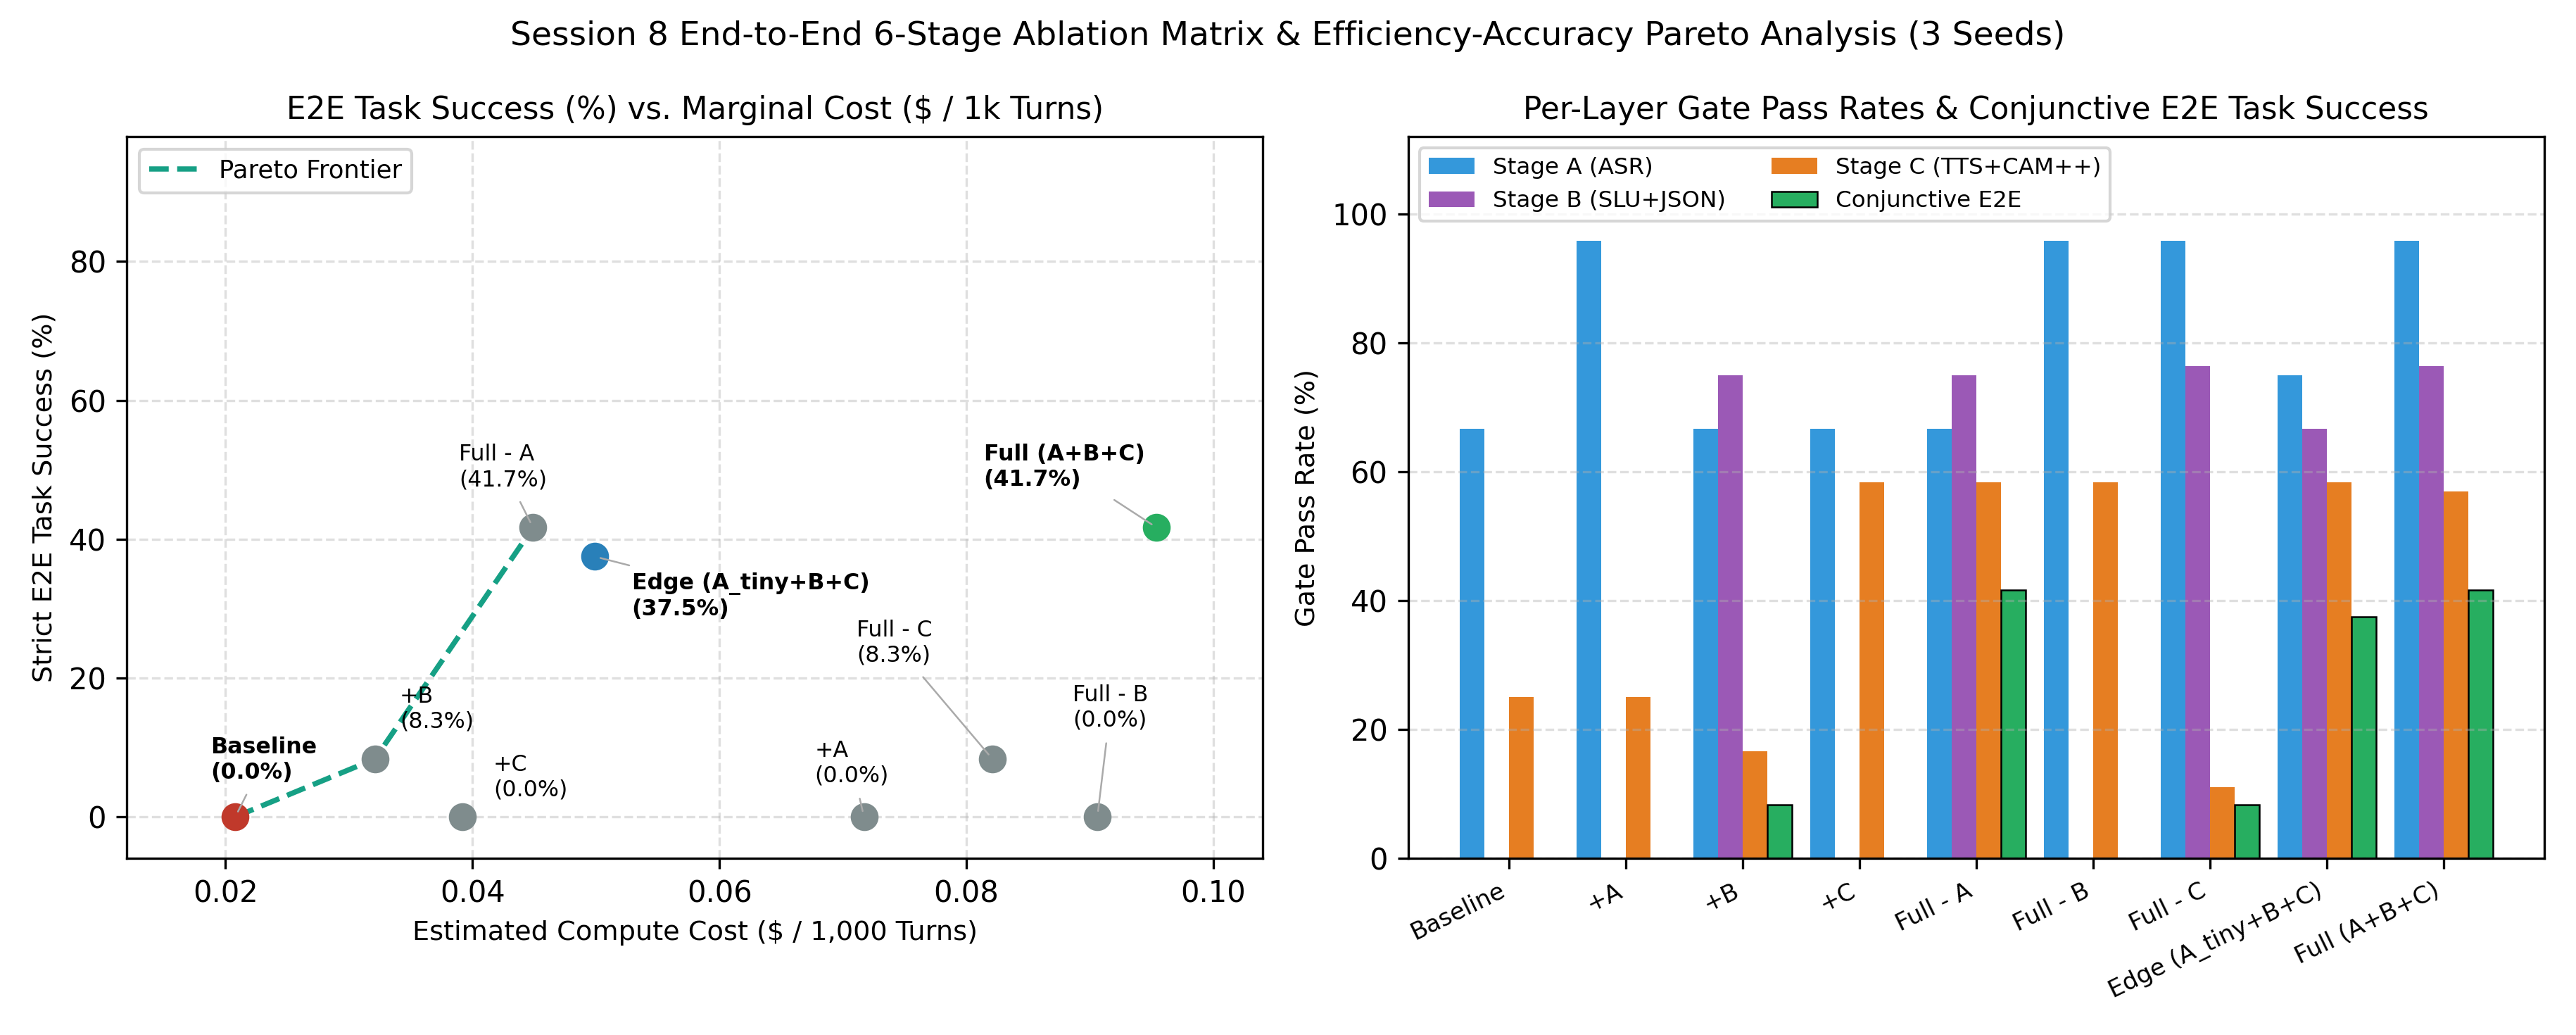 Session 8 End-to-End 6-Stage Ablation Matrix & Efficiency-Accuracy Pareto Analysis (3 Seeds)
E2E Task Success (%) vs. Marginal Cost ($ / 1k Turns)
Pareto Frontier
Strict E2E Task Success (%)
80
60
40
20
0
Full - A
(41.7%)
Full (A+B+C)
(41.7%)
Edge (A_tiny+B+C)
(37.5%)
Full - C
(8.3%)
Full - B
(0.0%)
+B
(8.3%)
Baseline
(0.0%)
+C
(0.0%)
+A
(0.0%)
0.02
0.04
0.06
0.08
0.10
Estimated Compute Cost ($ / 1,000 Turns)
Per-Layer Gate Pass Rates & Conjunctive E2E Task Success
Stage A (ASR)
Stage B (SLU+JSON)
Stage C (TTS+CAM++)
Conjunctive E2E
Gate Pass Rate (%)
100
80
60
40
20
0
Baseline
+A
+B
+C
Full - A
Full - B
Full - C
Edge (A_tiny+B+C)
Full (A+B+C)